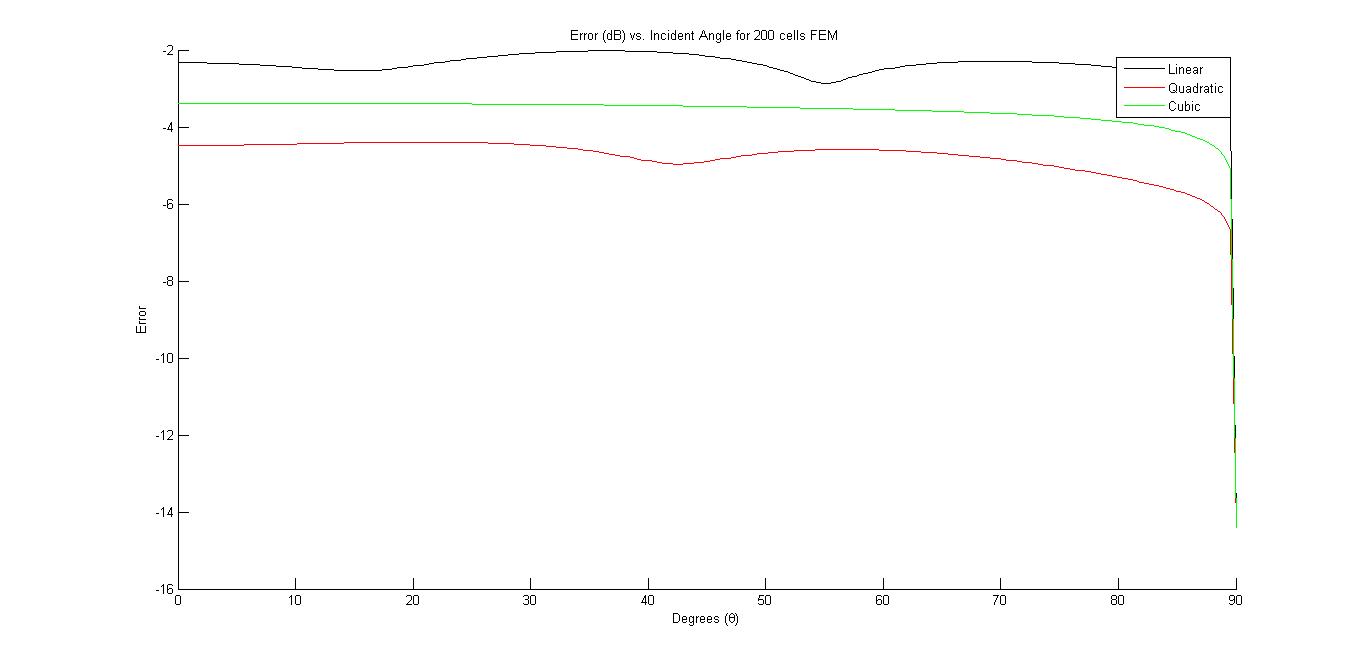 Error (dB) vs. Incident Angle for 200 cells FEM
-2
Linear
Quadratic
Cubic
-4
-6
-8
Error
-10
-12
-14
-16
0 10 20 30 40 50 60 70 80 90
Degrees (θ)